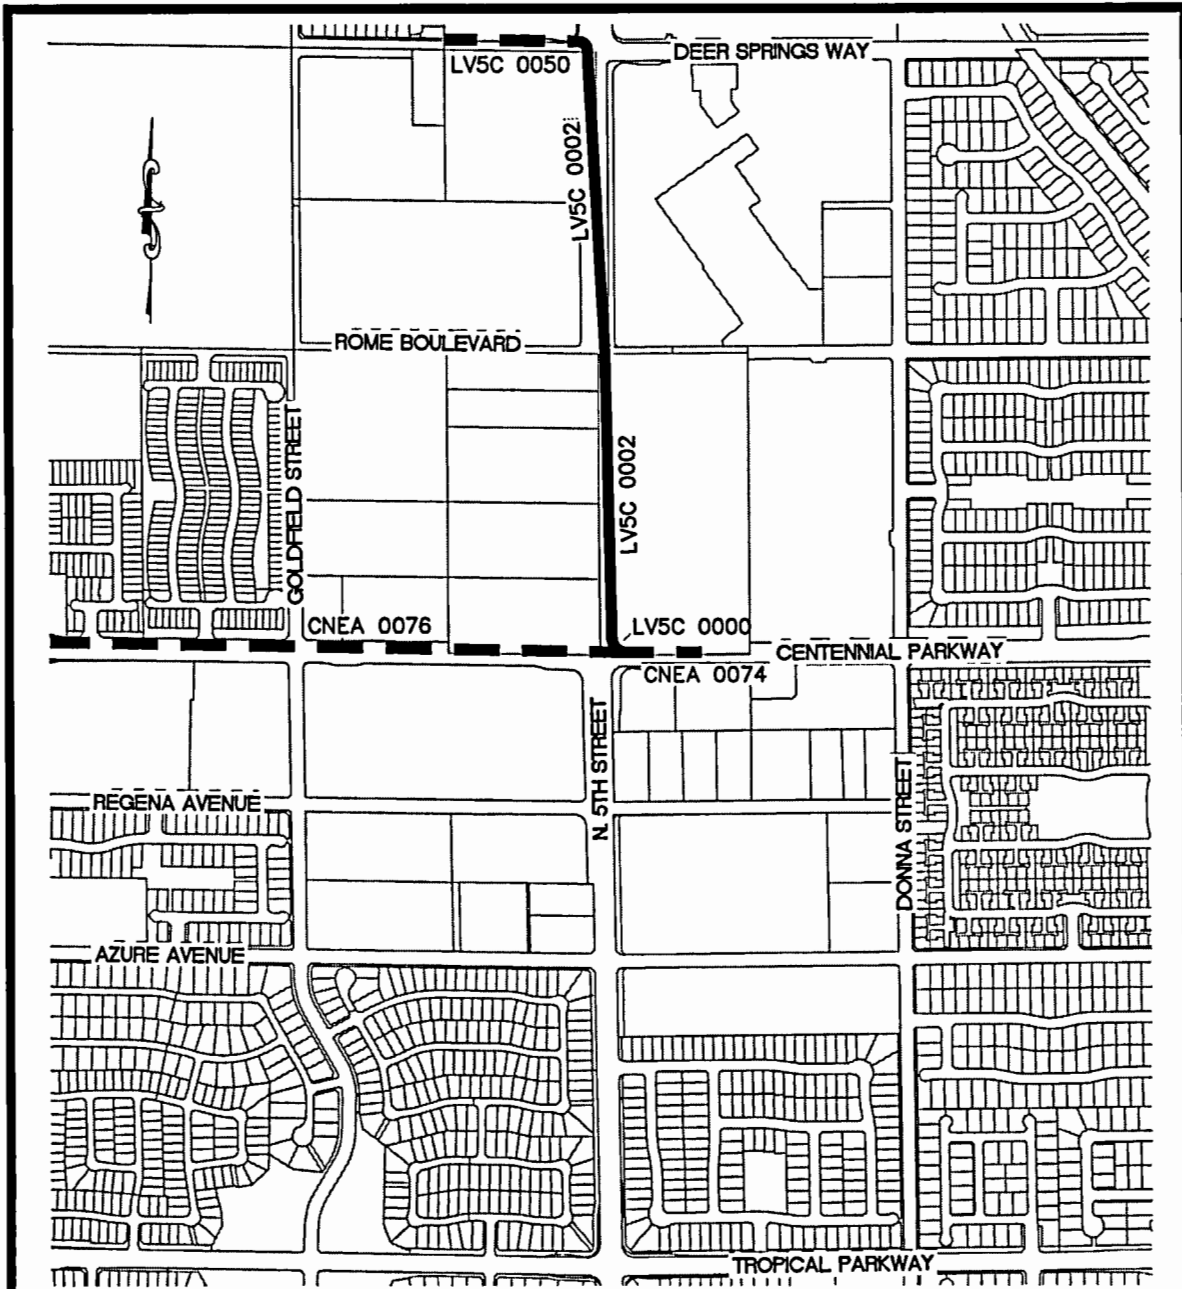 DEER SPRINGS WAY
LV5C 0050
LV5C 0002
ROME BOULEVARD
GOLDFIELD STREET
LV5C 0002
CNEA 0076
LV5C 0000
CENTENNIAL PARKWAY
CNEA 0074
N. 5TH STREET
REGENA AVENUE
DONNA STREET
AZURE AVENUE
TROPICAL PARKWAY